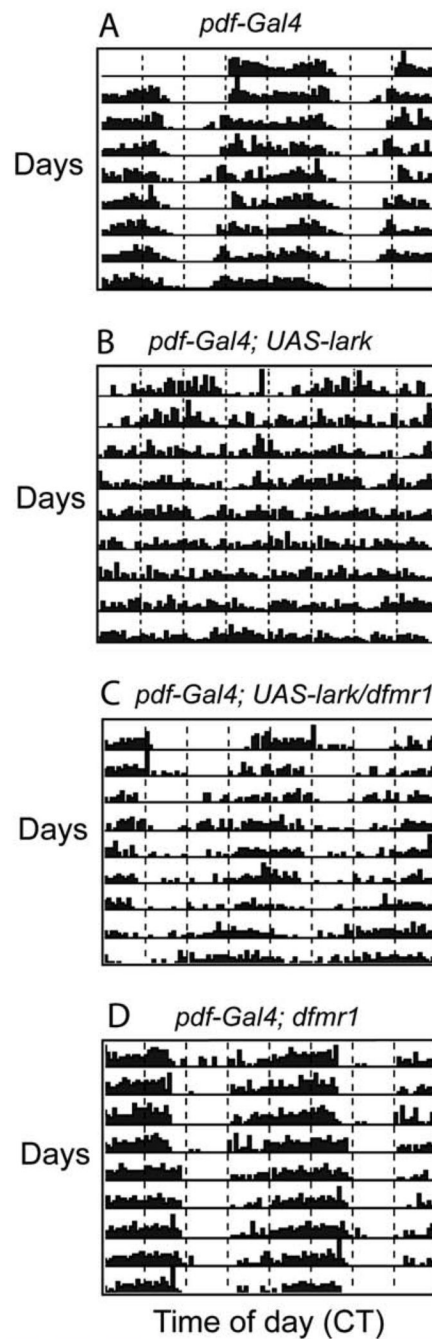 A pdf-Gal4
Days
B pdf-Gal4; UAS-lark
Days
C pdf-Gal4; UAS-lark/dfmr1
Days
D pdf-Gal4; dfmr1
Days
Time of day (CT)